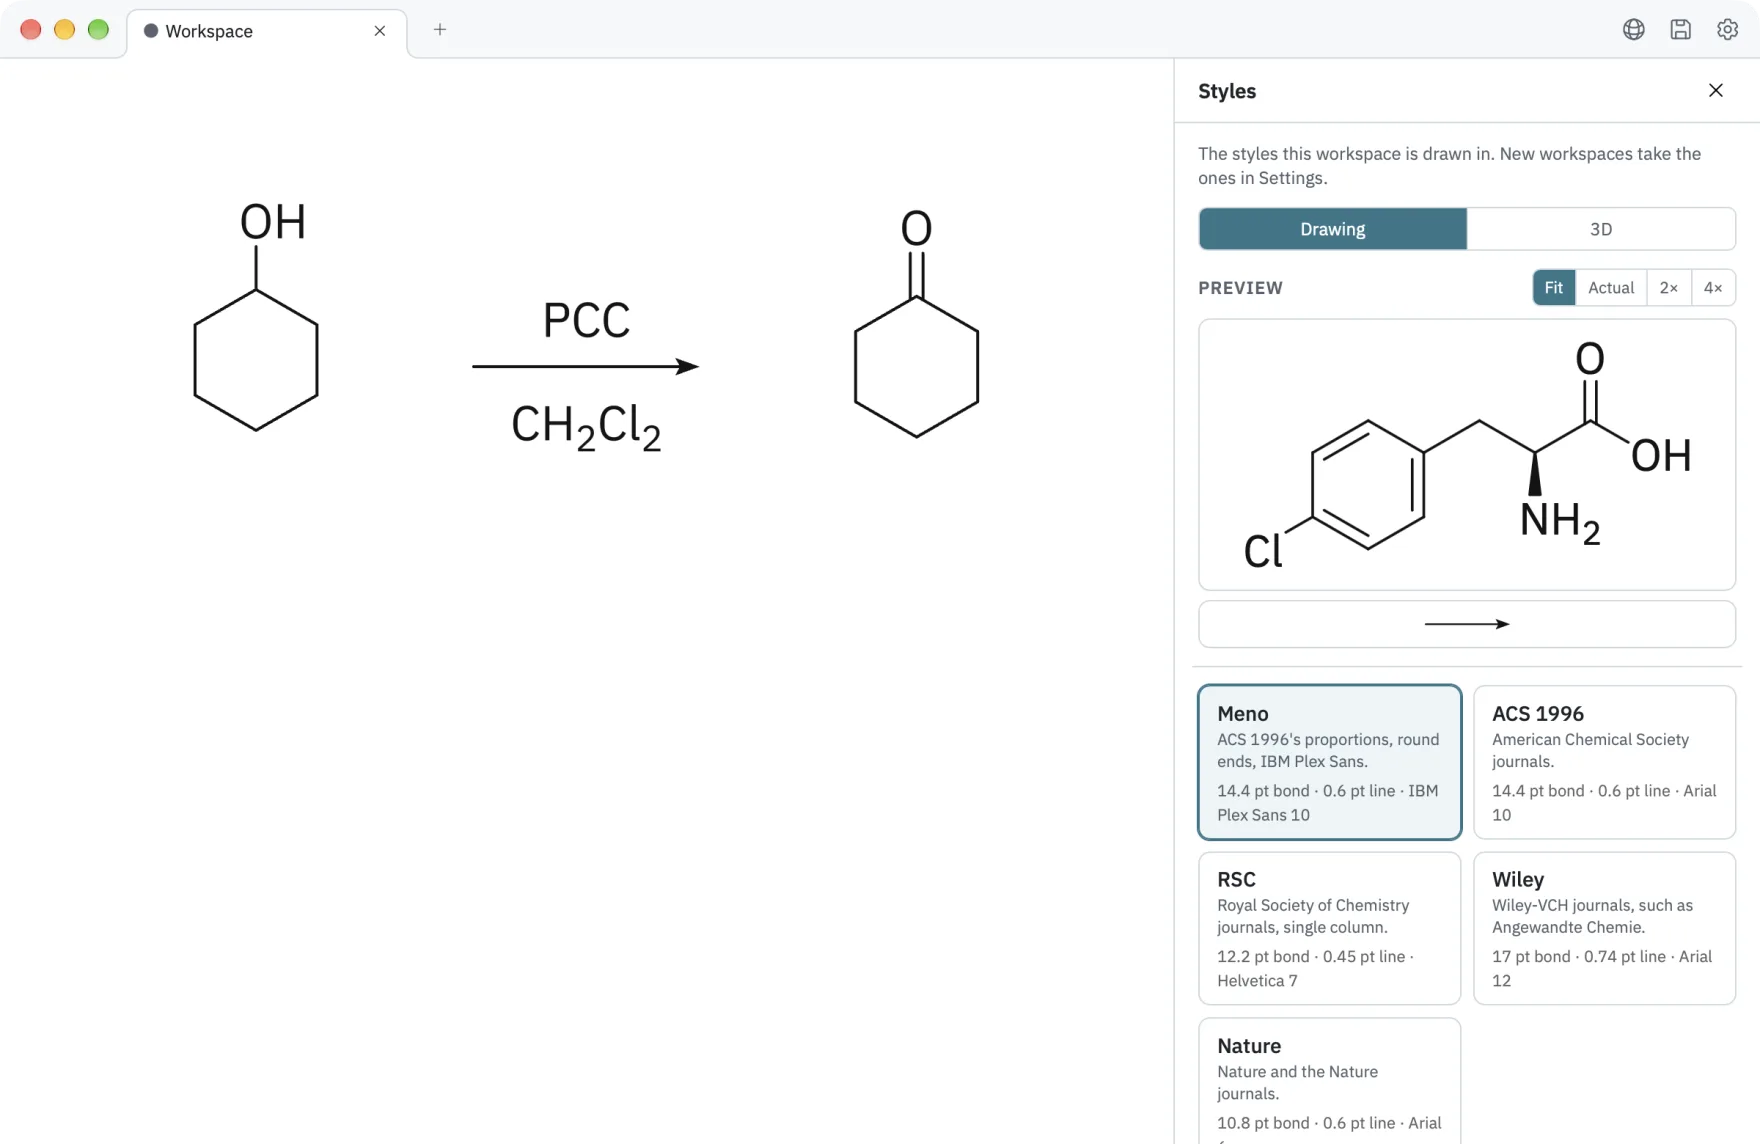 Workspace
OH
O
PCC
CH2Cl2
Styles
The styles this workspace is drawn in. New workspaces take the
ones in Settings.
Drawing
3D
PREVIEW
Fit
Actual
2×
4×
O
OH
NH2
Cl
Meno
ACS 1996's proportions, round
ends, IBM Plex Sans.
14.4 pt bond · 0.6 pt line · IBM
Plex Sans 10
ACS 1996
American Chemical Society
journals.
14.4 pt bond · 0.6 pt line · Arial
10
RSC
Royal Society of Chemistry
journals, single column.
12.2 pt bond · 0.45 pt line ·
Helvetica 7
Wiley
Wiley-VCH journals, such as
Angewandte Chemie.
17 pt bond · 0.74 pt line · Arial
12
Nature
Nature and the Nature
journals.
10.8 pt bond · 0.6 pt line · Arial